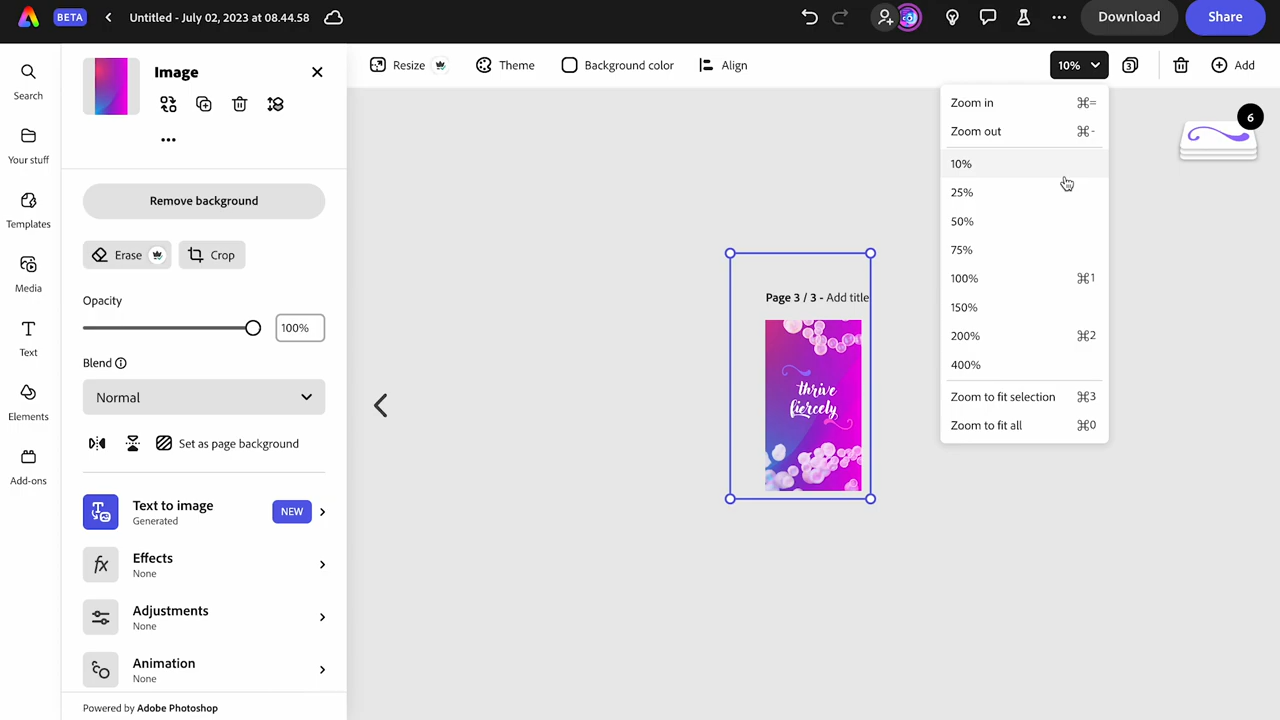 BETA
Untitled - July 02, 2023 at 08.44.58
Download
Share
Search
Your stuff
Templates
Media
Text
Elements
Add-ons
Image
Remove background
Erase
Crop
Opacity
100%
Blend
Normal
Set as page background
Text to image
Generated
NEW
Effects
None
Adjustments
None
Animation
None
Powered by Adobe Photoshop
Resize
Theme
Background color
Align
10%
3
Add
Zoom in ⌘=
Zoom out ⌘-
10%
25%
50%
75%
100% ⌘1
150%
200% ⌘2
400%
Zoom to fit selection ⌘3
Zoom to fit all ⌘0
6
Page 3 / 3 - Add title
thrive
fiercely